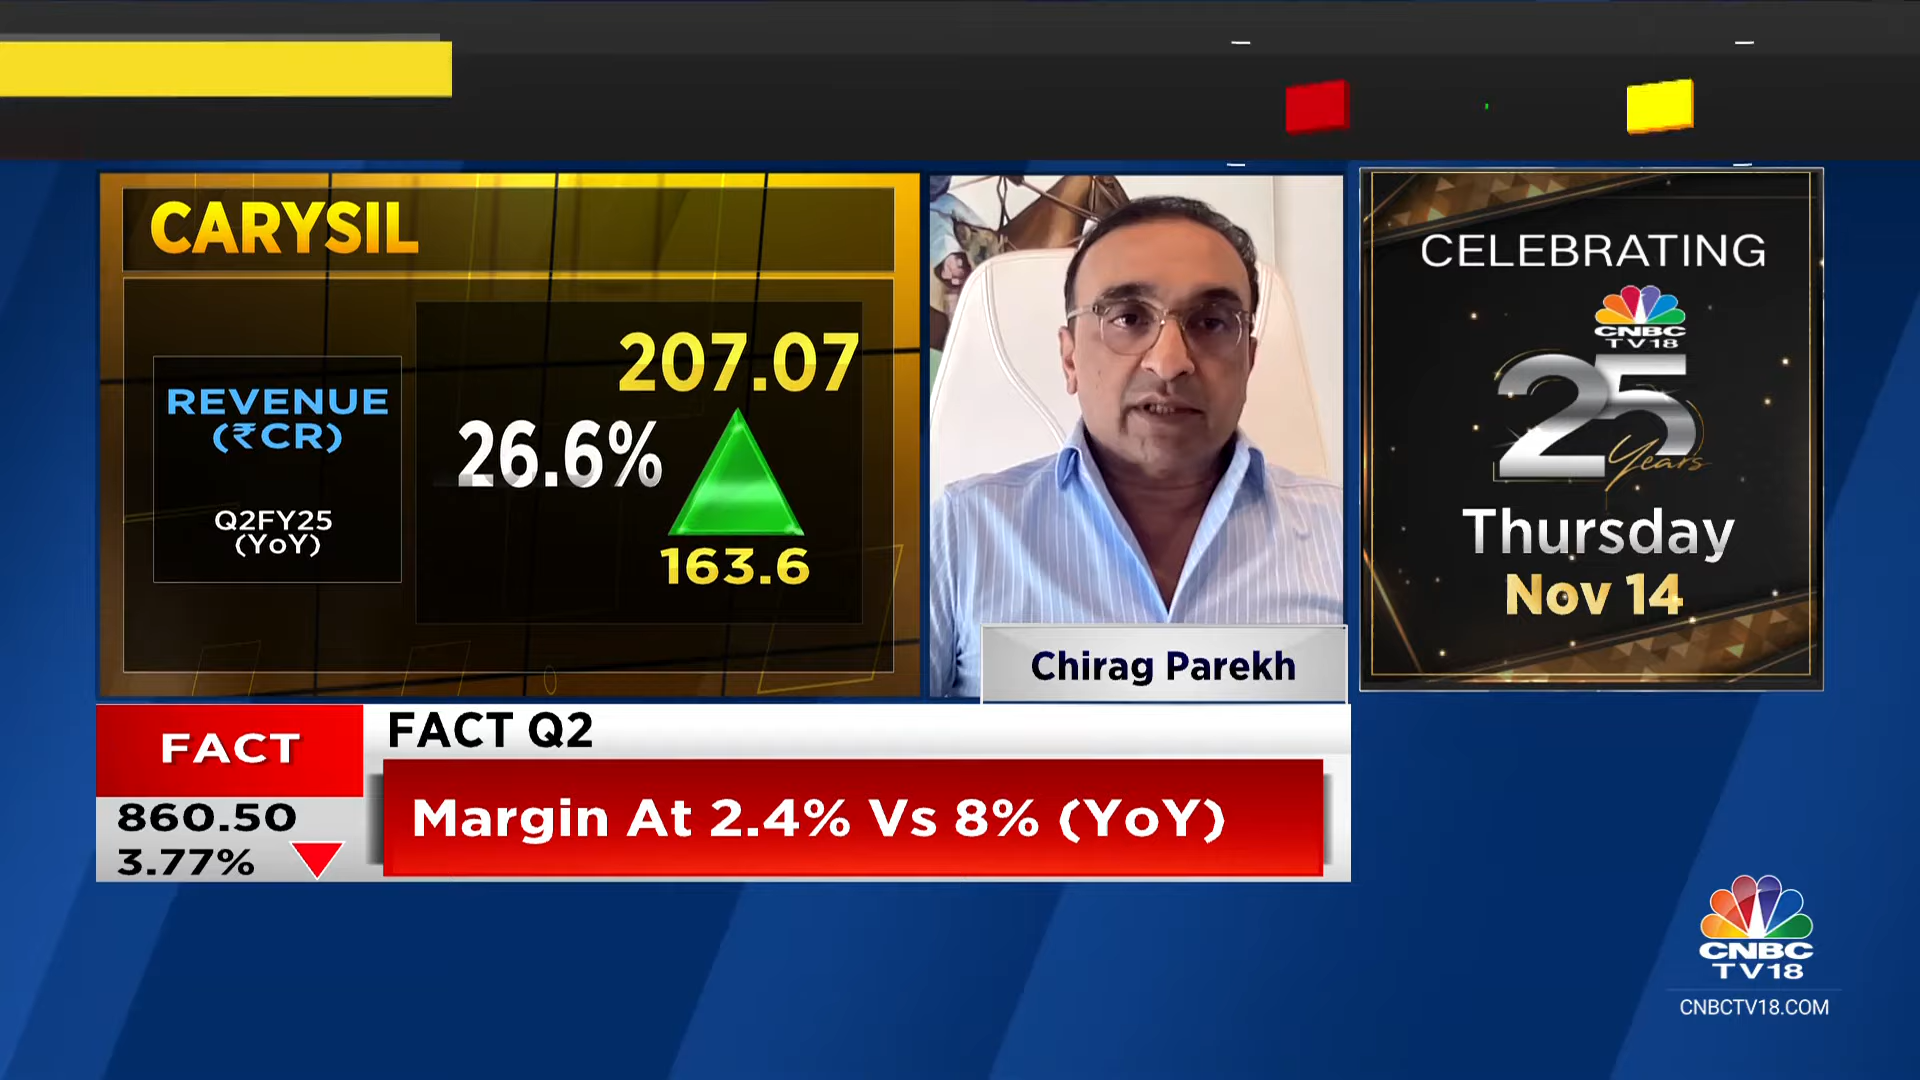 CARYSIL
REVENUE
(₹CR)
Q2FY25
(YoY)
207.07
26.6%
163.6
Chirag Parekh
CELEBRATING
CNBC
TV18
25
Years
Thursday
Nov 14
FACT
860.50
3.77%
FACT Q2
Margin At 2.4% Vs 8% (YoY)
CNBC
TV18
CNBCTV18.COM